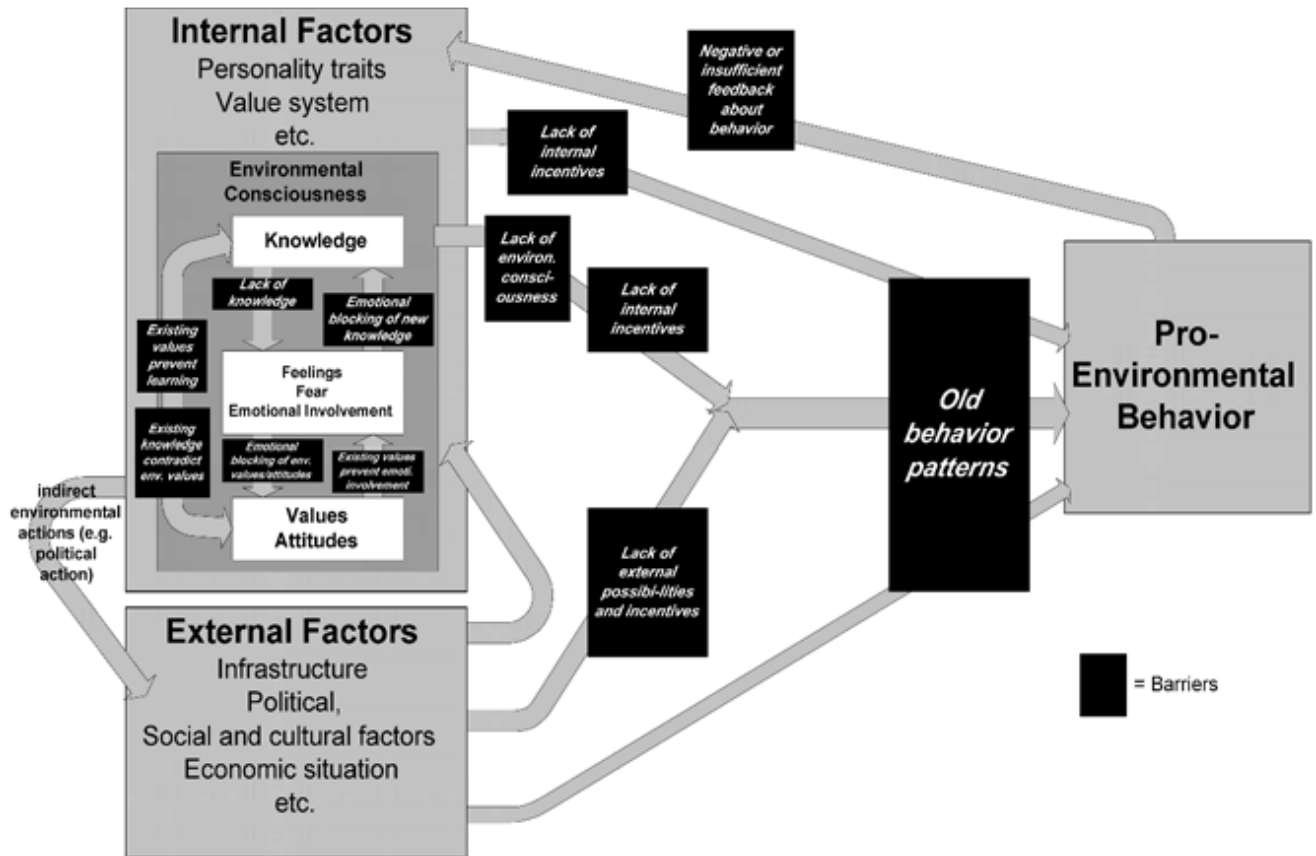 Internal Factors
Personality traits
Value system
etc.
Environmental
Consciousness
Knowledge
Lack of
knowledge
Emotional
blocking of new
knowledge
Existing
values
prevent
learning
Feelings
Fear
Emotional Involvement
Existing
knowledge
contradict
env. values
Emotional
blocking of env.
values/attitudes
Existing values
prevent emoti.
involvement
Values
Attitudes
indirect
environmental
actions (e.g.
political
action)
External Factors
Infrastructure
Political,
Social and cultural factors
Economic situation
etc.
Negative or
insufficient
feedback
about
behavior
Lack of
internal
incentives
Lack of
environ.
consci-
ousness
Lack of
internal
incentives
Lack of
external
possibi-lities
and incentives
Old
behavior
patterns
Pro-
Environmental
Behavior
= Barriers